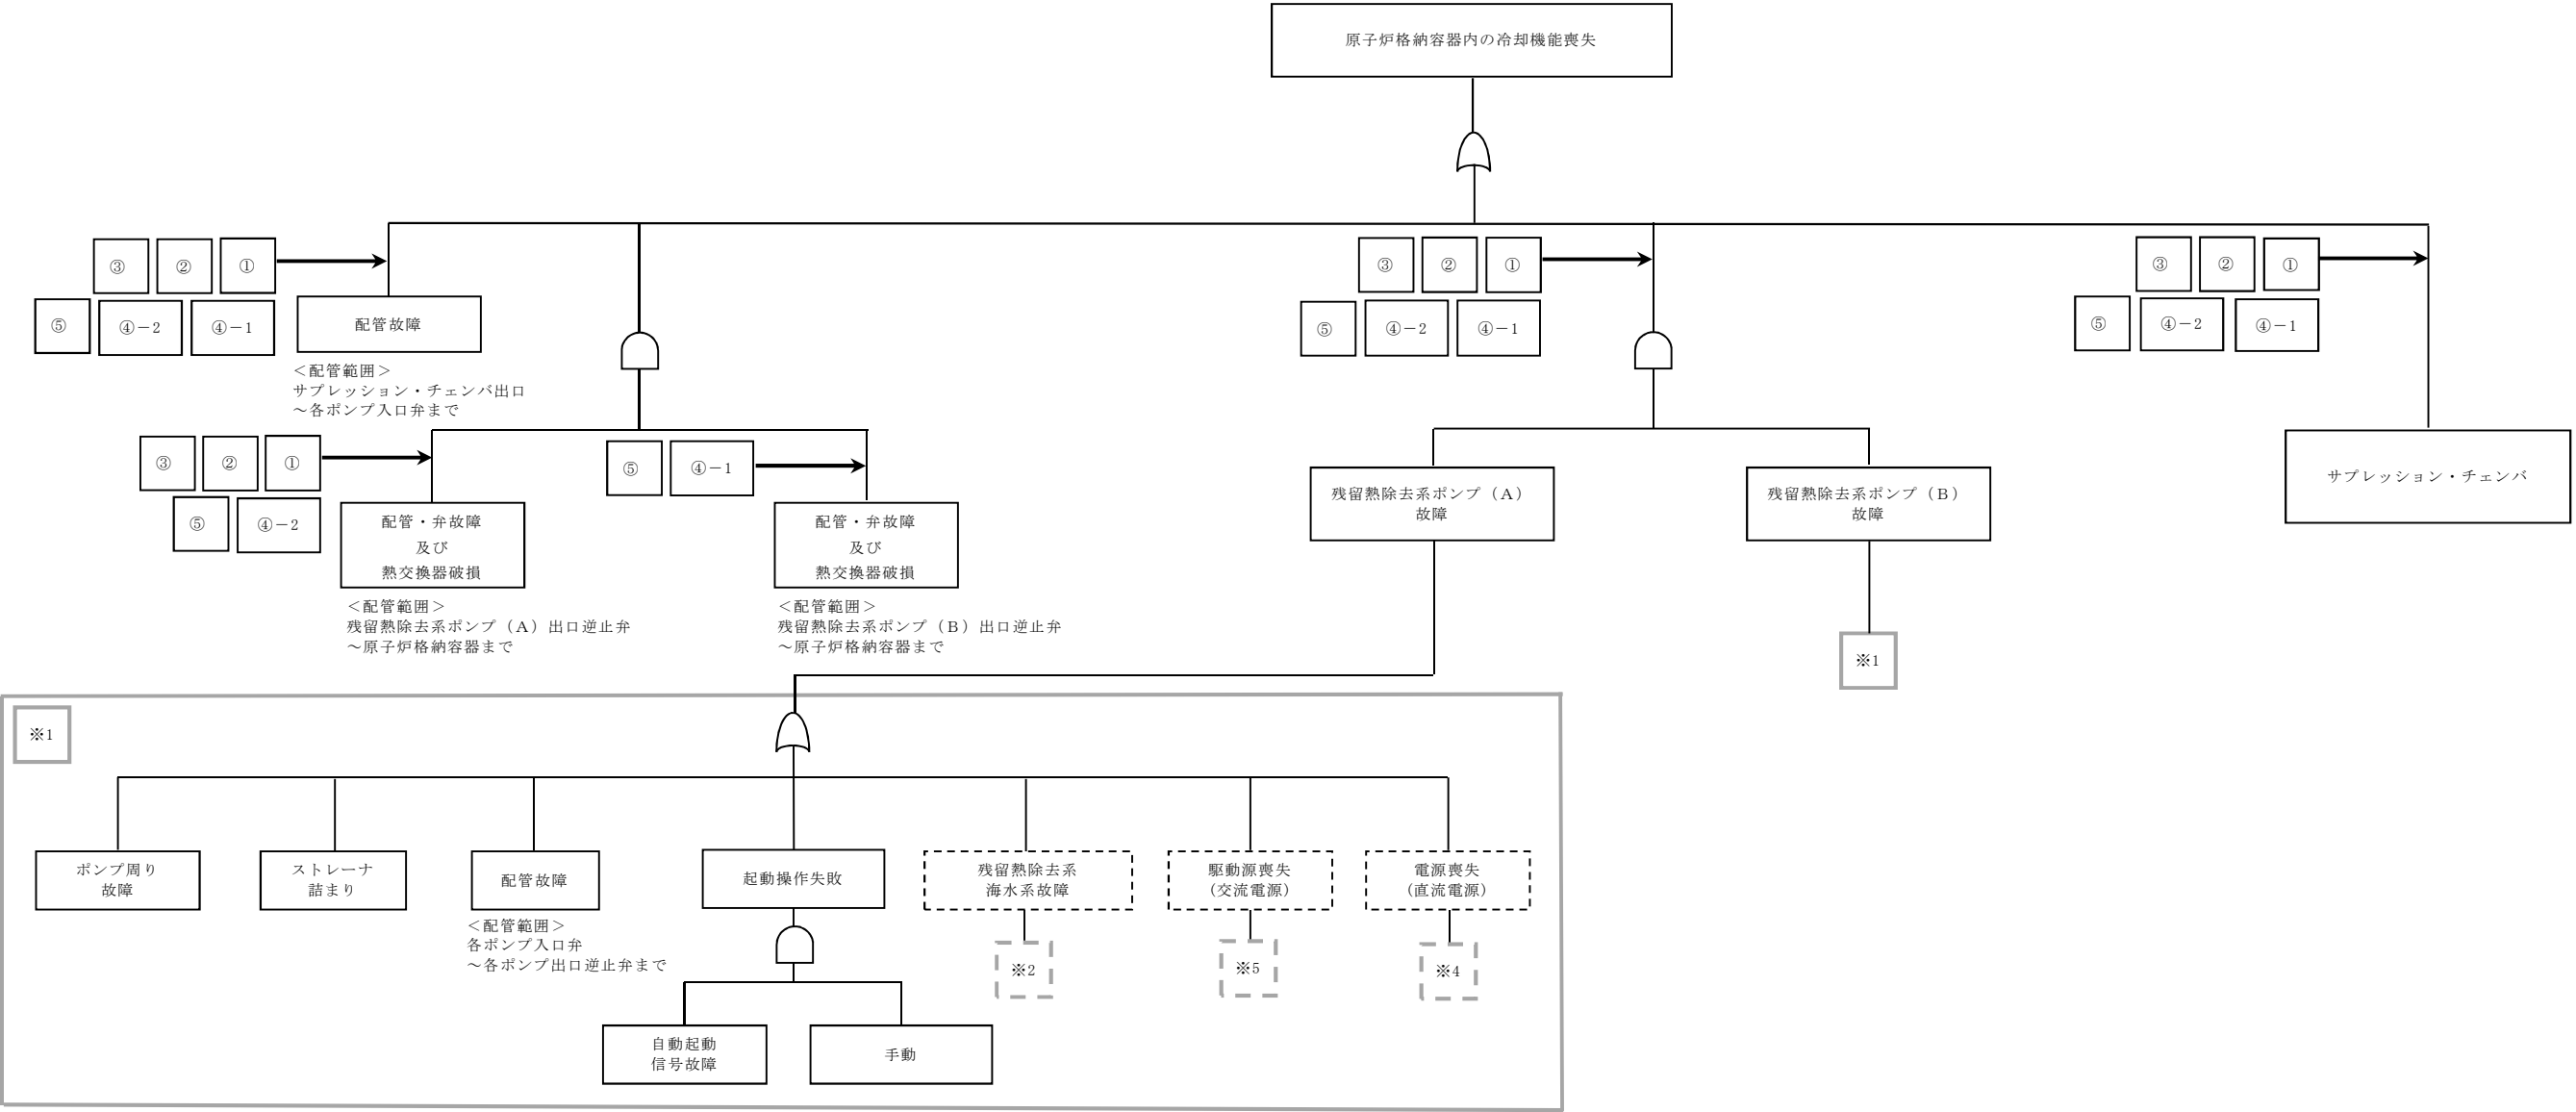 原子炉格納容器内の冷却機能喪失
③ ② ①
⑤ ④－2 ④－1
配管故障
＜配管範囲＞
サプレッション・チェンバ出口
～各ポンプ入口弁まで
③ ② ①
⑤ ④－2
配管・弁故障
及び
熱交換器破損
＜配管範囲＞
残留熱除去系ポンプ（A）出口逆止弁
～原子炉格納容器まで
⑤ ④－1
配管・弁故障
及び
熱交換器破損
＜配管範囲＞
残留熱除去系ポンプ（B）出口逆止弁
～原子炉格納容器まで
③ ② ①
⑤ ④－2 ④－1
残留熱除去系ポンプ（A）
故障
残留熱除去系ポンプ（B）
故障
※1
③ ② ①
⑤ ④－2 ④－1
サプレッション・チェンバ
※1
ポンプ周り
故障
ストレーナ
詰まり
配管故障
＜配管範囲＞
各ポンプ入口弁
～各ポンプ出口逆止弁まで
起動操作失敗
自動起動
信号故障
手動
残留熱除去系
海水系故障
※2
駆動源喪失
（交流電源）
※5
電源喪失
（直流電源）
※4